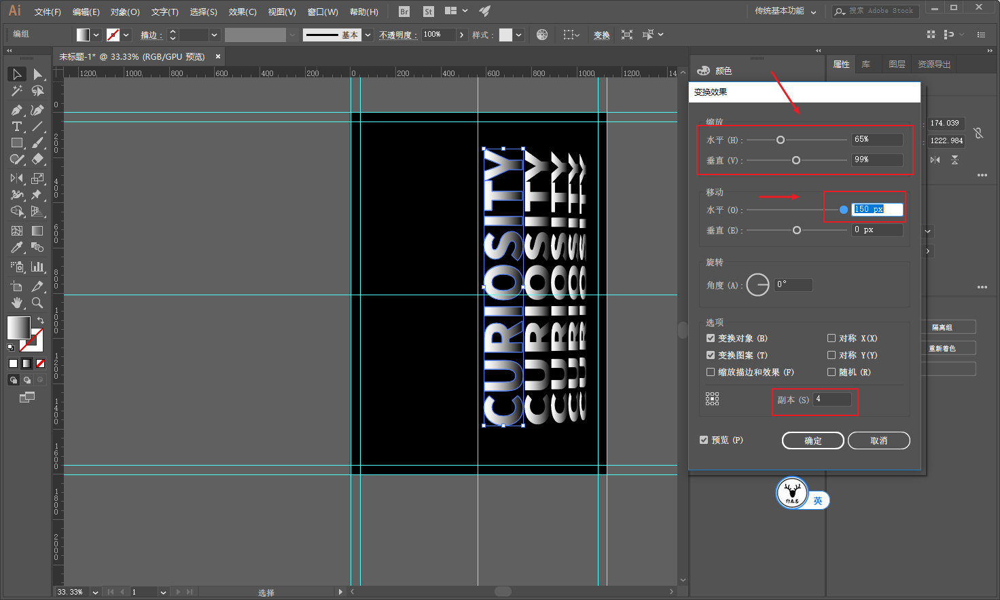 Ai 文件(F) 编辑(E) 对象(O) 文字(T) 选择(S) 效果(C) 视图(V) 窗口(W) 帮助(H) Br St 传统基本功能 搜索 Adobe Stock
编组 描边: 基本 不透明度: 100% 样式: 变换
未标题-1* @ 33.33% (RGB/GPU 预览) ×
1200 1000 800 600 400 200 0 200 400 600 800 1000 1200 14
0
200
400
600
800
1000
1200
1400
1600
1800
2000
CURIOSITY
CURIOSITY
CURIOSITY
CURIOSITY
CURIOSITY
颜色
属性 库 图层 资源导出
174.039
1222.984
变换效果
缩放
水平 (H): 65%
垂直 (V): 99%
移动
水平 (O): 150 px
垂直 (E): 0 px
旋转
角度 (A): 0°
选项
变换对象 (B) 对称 X(X)
变换图案 (T) 对称 Y(Y)
缩放描边和效果 (F) 随机 (R)
副本 (S) 4
预览 (P) 确定 取消
隔离组
重新着色
英
33.33% 1 选择